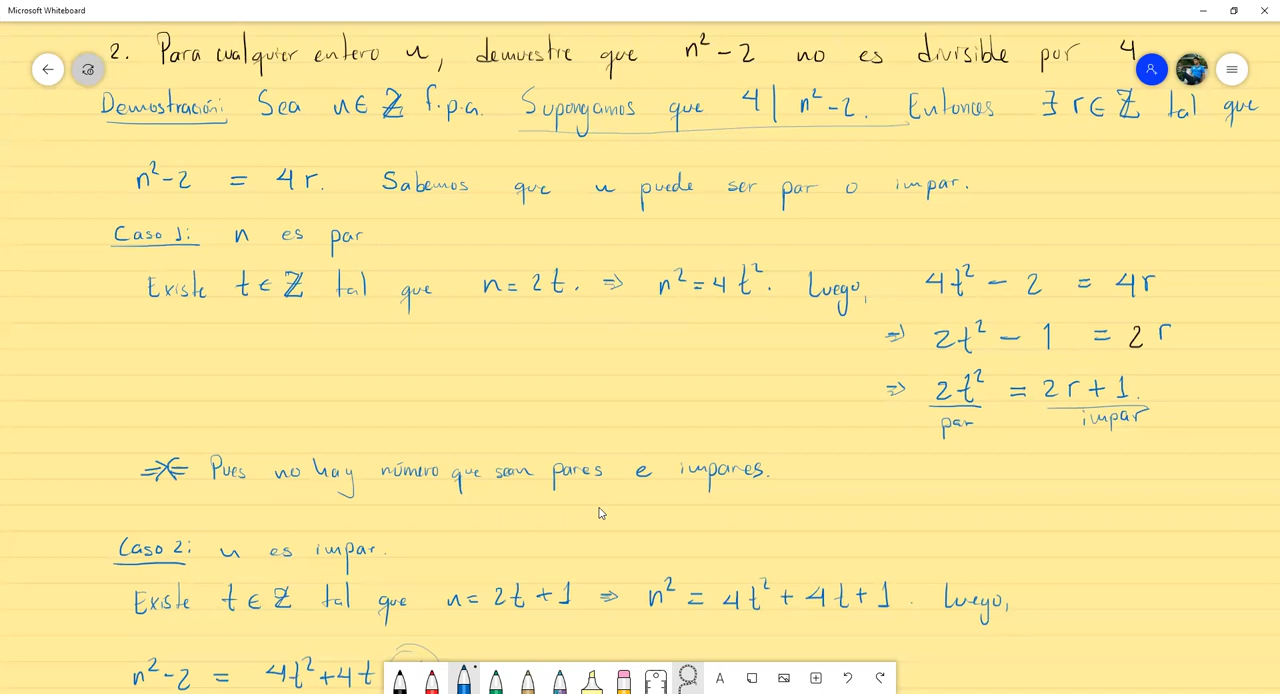 Microsoft Whiteboard
2. Para cualquier entero n, demuestre que n² - 2 no es divisible por 4
Demostración: Sea n ∈ ℤ f.p.a. Supongamos que 4 | n² - 2. Entonces ∃ r ∈ ℤ tal que
n² - 2 = 4r. Sabemos que n puede ser par o impar.
Caso 1: n es par
Existe t ∈ ℤ tal que n = 2t. ⇒ n² = 4t². Luego, 4t² - 2 = 4r
⇒ 2t² - 1 = 2r
⇒ 2t² = 2r + 1.
par impar
⇒⇐ Pues no hay número que sean pares e impares.
Caso 2: n es impar.
Existe t ∈ ℤ tal que n = 2t + 1 ⇒ n² = 4t² + 4t + 1. Luego,
n² - 2 = 4t² + 4t
A